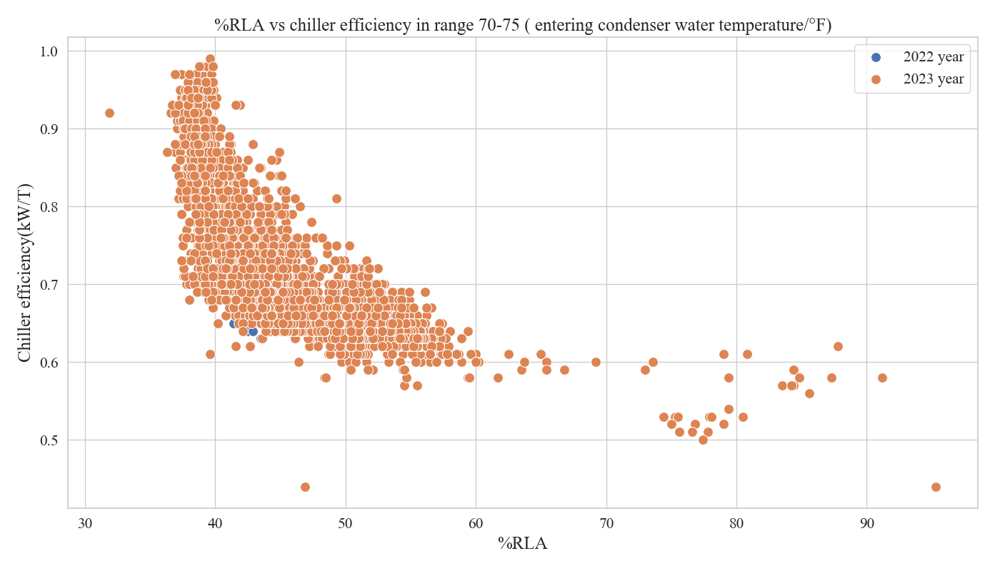 %RLA vs chiller efficiency in range 70-75 ( entering condenser water temperature/°F)
2022 year
2023 year
Chiller efficiency(kW/T)
1.0
0.9
0.8
0.7
0.6
0.5
30 40 50 60 70 80 90
%RLA